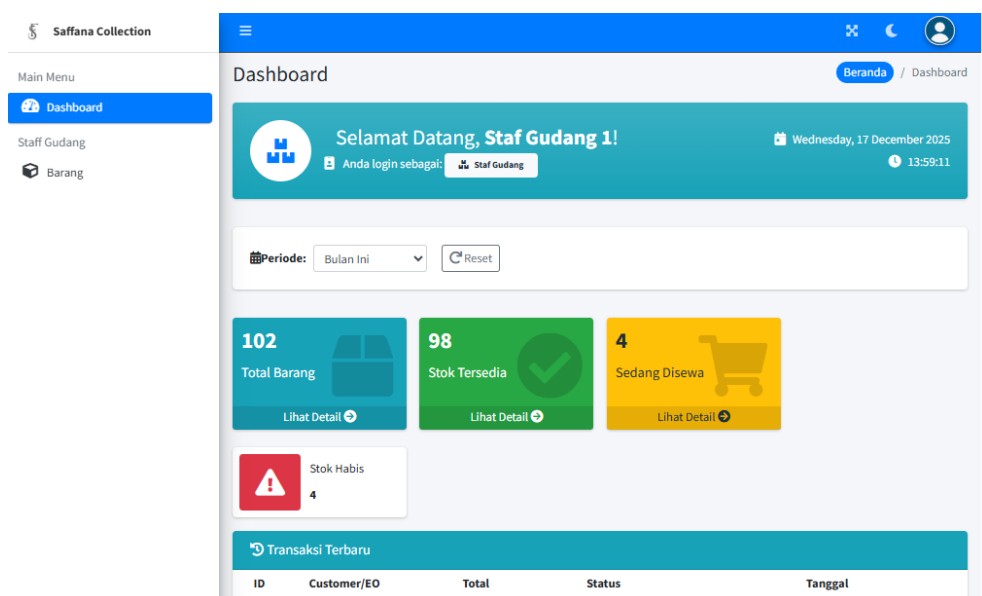 Saffana Collection
Main Menu
Dashboard
Staff Gudang
Barang
Dashboard
Beranda / Dashboard
Selamat Datang, Staf Gudang 1!
Anda login sebagai: Staf Gudang
Wednesday, 17 December 2025
13:59:11
Periode: Bulan Ini Reset
102
Total Barang
Lihat Detail
98
Stok Tersedia
Lihat Detail
4
Sedang Disewa
Lihat Detail
Stok Habis
4
Transaksi Terbaru
ID Customer/EO Total Status Tanggal